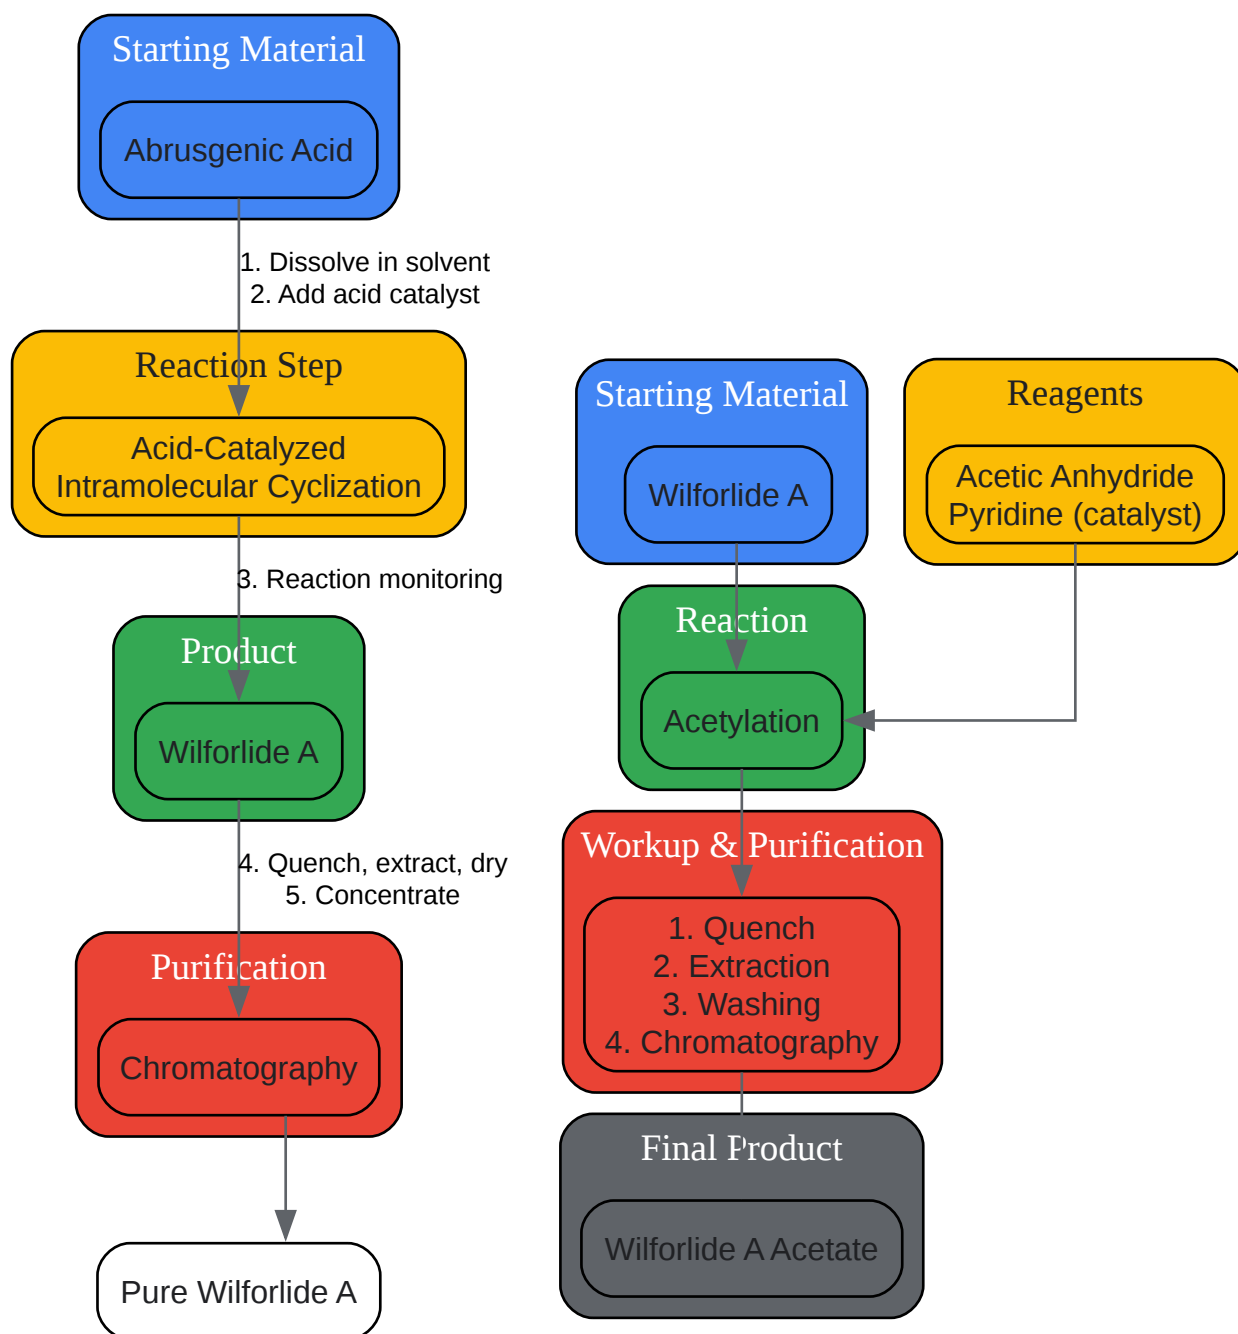 Starting Material
Abrusgenic Acid
1. Dissolve in solvent
2. Add acid catalyst
Reaction Step
Acid-Catalyzed
Intramolecular Cyclization
3. Reaction monitoring
Product
Wilforlide A
4. Quench, extract, dry
5. Concentrate
Purification
Chromatography
Pure Wilforlide A
Starting Material
Wilforlide A
Reagents
Acetic Anhydride
Pyridine (catalyst)
Reaction
Acetylation
Workup & Purification
1. Quench
2. Extraction
3. Washing
4. Chromatography
Final Product
Wilforlide A Acetate